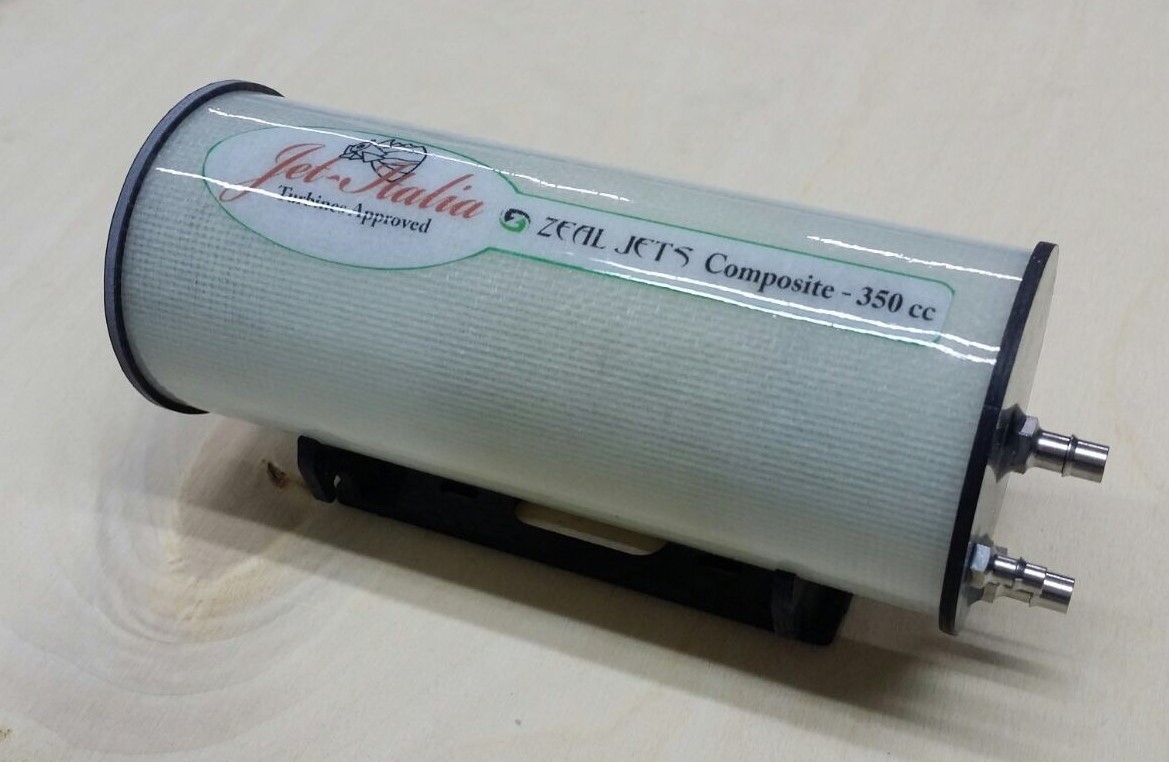 Jet-Italia
Turbines Approved
ZEAL JETS Composite - 350 cc